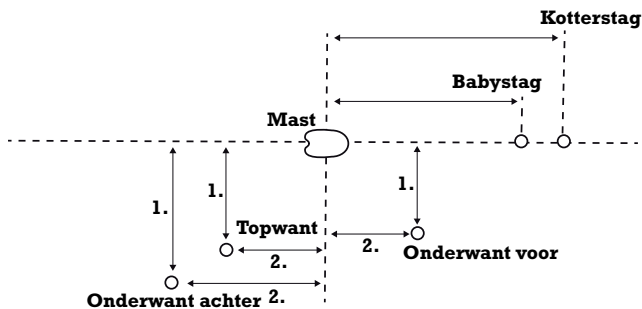 Kotterstag
Babystag
Mast
1.
1.
1.
Topwant
2.
Onderwant voor
2.
Onderwant achter 2.